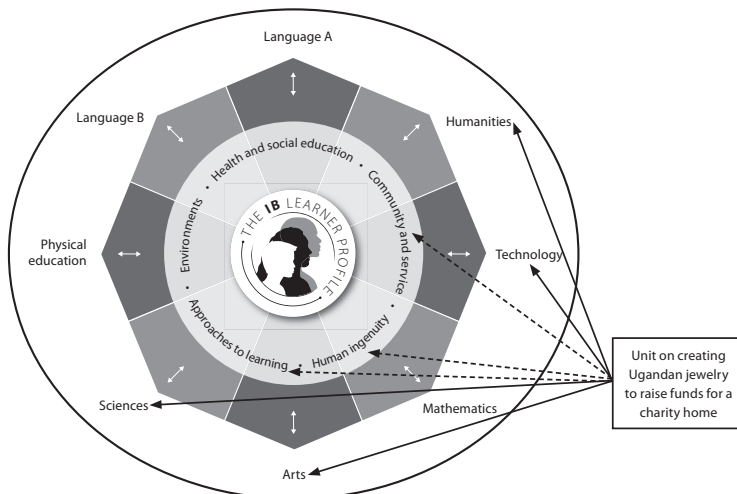 Language A
Language B
Humanities
Health and social education
Community and service
Environments
THE IB LEARNER PROFILE
Physical education
Technology
Approaches to learning
Human ingenuity
Unit on creating
Ugandan jewelry
to raise funds for a
charity home
Sciences
Mathematics
Arts